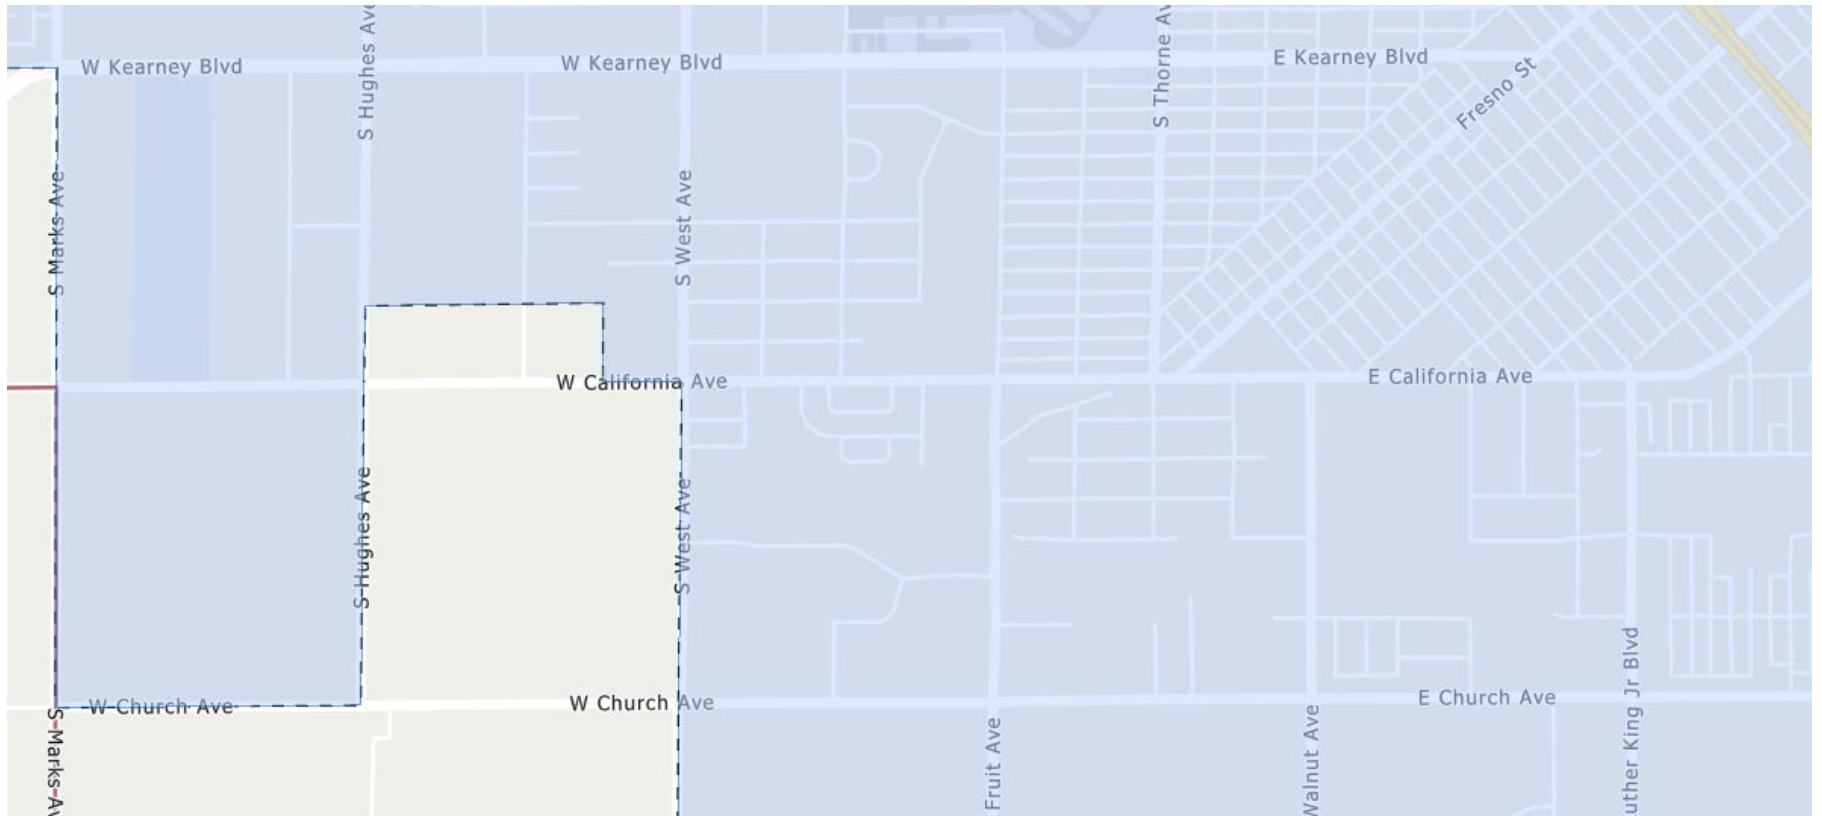 W Kearney Blvd
S Hughes Ave
W Kearney Blvd
S Thorne Av
E Kearney Blvd
Fresno St
S Marks Ave
S West Ave
W California Ave
E California Ave
S Hughes Ave
S West Ave
W Church Ave
W Church Ave
E Church Ave
S Marks Av
Fruit Ave
Walnut Ave
uther King Jr Blvd